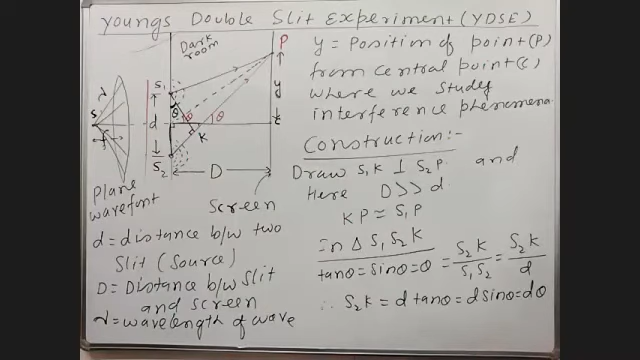 Youngs Double Slit Experiment (YDSE)
Dark
room
P
λ
S
S1
θ
θ
θ
d
K
y
c
f
S2
D
Screen
Plane
wavefont
d = distance b/w two
Slit (Source)
D = Distance b/w Slit
and screen
λ = wavelength of wave
y = Position of point (P)
from central point (c)
where we study
interference phenomena
Construction:-
Draw S1K ⊥ S2P and
Here D >> d
KP ≃ S1P
In Δ S1S2K
tanθ = sinθ = θ = S2K/S1S2 = S2K/d
∴ S2K = d tanθ = d sinθ = dθ